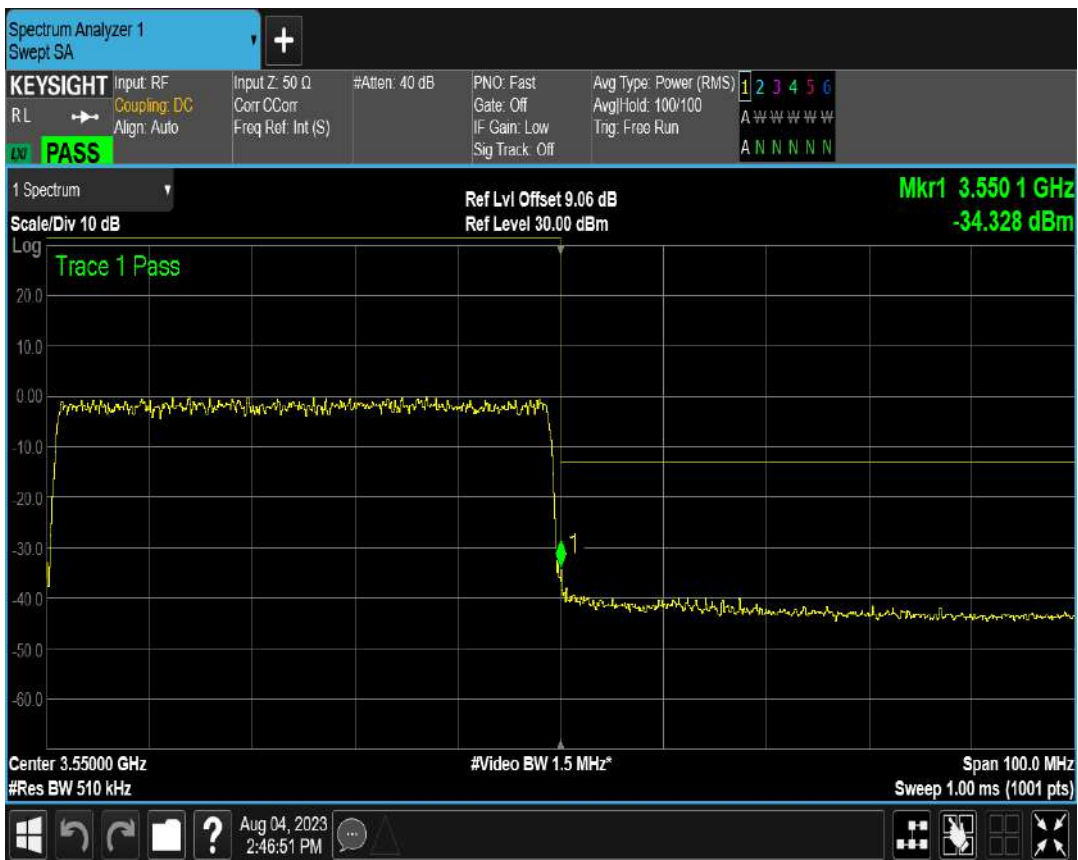 Spectrum Analyzer 1
Swept SA
+
KEYSIGHT
RL
LXI
PASS
Input: RF
Coupling: DC
Align: Auto
Input Z: 50 Ω
Corr CCorr
Freq Ref: Int (S)
#Atten: 40 dB
PNO: Fast
Gate: Off
IF Gain: Low
Sig Track: Off
Avg Type: Power (RMS)
Avg|Hold: 100/100
Trig: Free Run
1 2 3 4 5 6
A W W W W W
A N N N N N
1 Spectrum
Scale/Div 10 dB
Ref Lvl Offset 9.06 dB
Ref Level 30.00 dBm
Mkr1 3.550 1 GHz
-34.328 dBm
Log
Trace 1 Pass
20.0
10.0
0.00
-10.0
-20.0
-30.0
-40.0
-50.0
-60.0
1
Center 3.55000 GHz
#Res BW 510 kHz
#Video BW 1.5 MHz*
Span 100.0 MHz
Sweep 1.00 ms (1001 pts)
?
Aug 04, 2023
2:46:51 PM